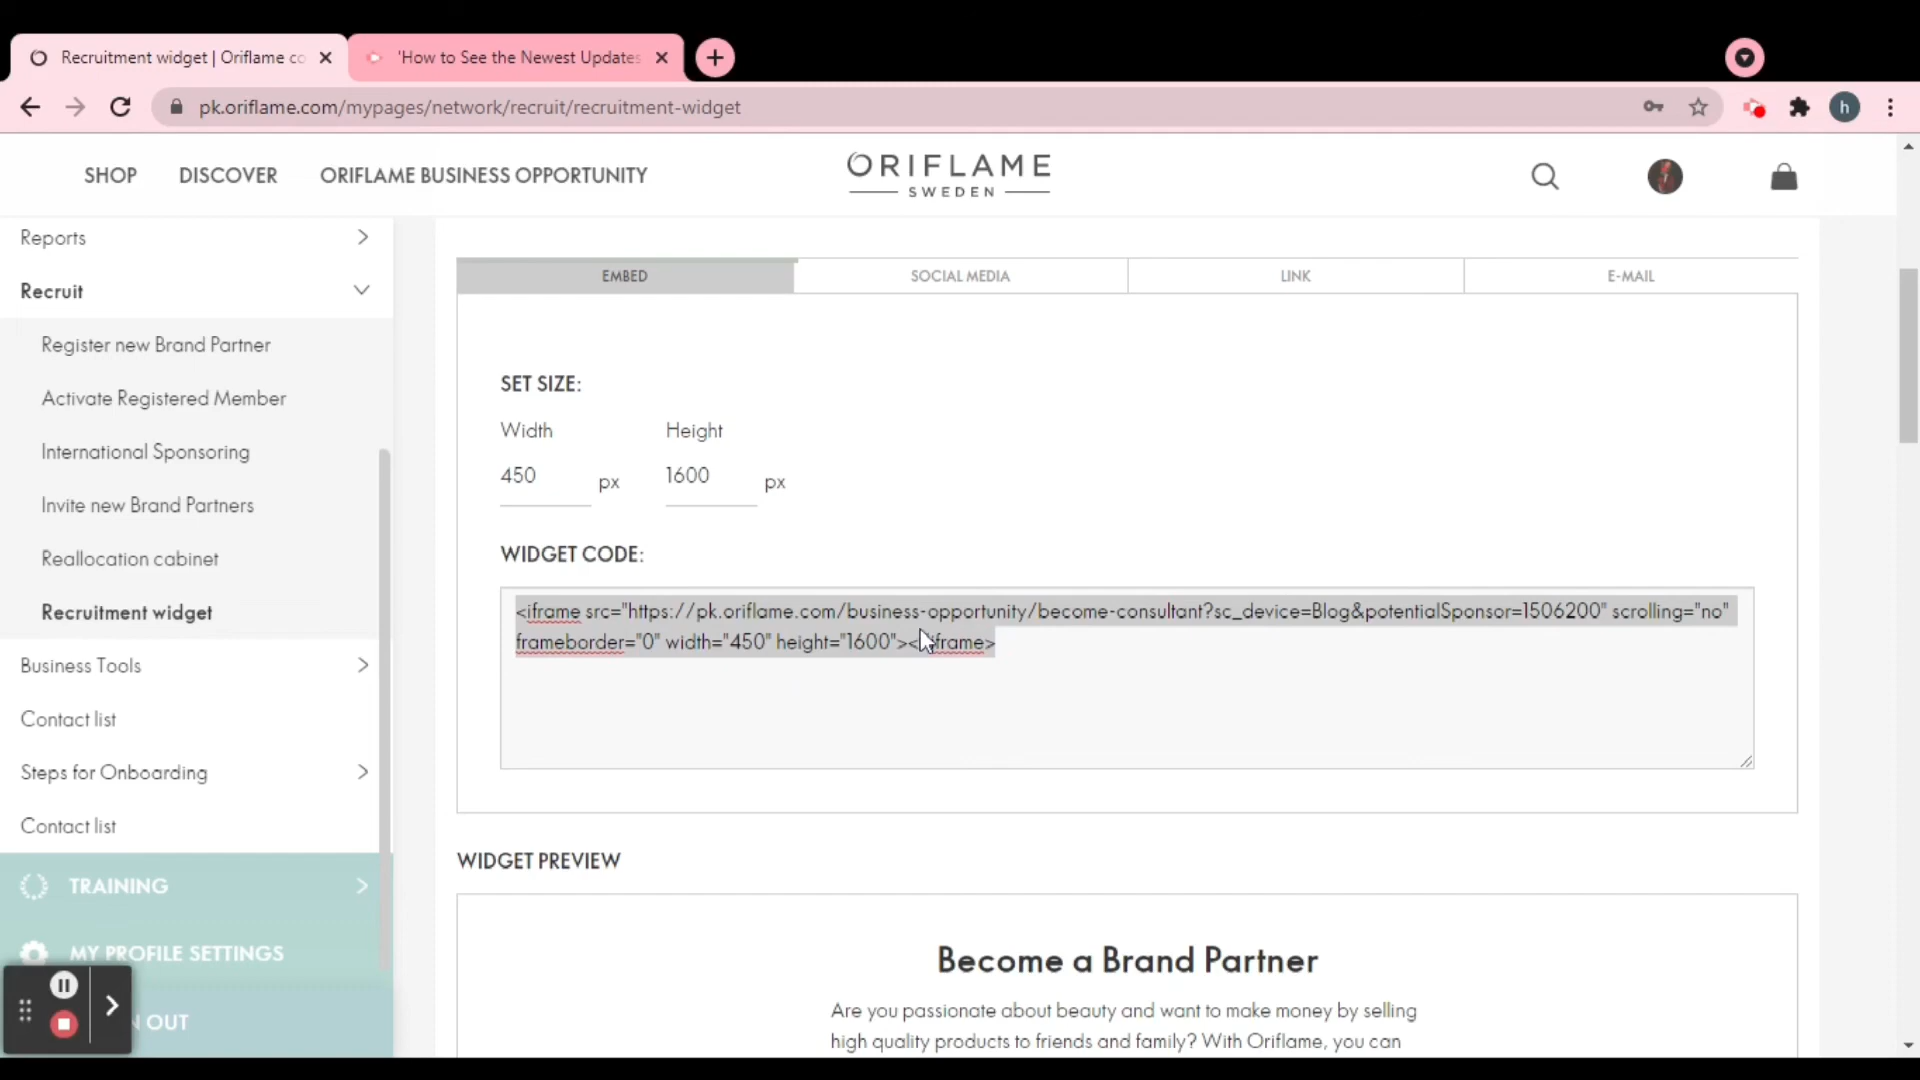 Recruitment widget | Oriflame co
'How to See the Newest Updates
pk.oriflame.com/mypages/network/recruit/recruitment-widget
h
SHOP
DISCOVER
ORIFLAME BUSINESS OPPORTUNITY
ORIFLAME
SWEDEN
Reports
Recruit
Register new Brand Partner
Activate Registered Member
International Sponsoring
Invite new Brand Partners
Reallocation cabinet
Recruitment widget
Business Tools
Contact list
Steps for Onboarding
Contact list
TRAINING
MY PROFILE SETTINGS
N OUT
EMBED
SOCIAL MEDIA
LINK
E-MAIL
SET SIZE:
Width
Height
450 px
1600 px
WIDGET CODE:
<iframe src="https://pk.oriflame.com/business-opportunity/become-consultant?sc_device=Blog&potentialSponsor=1506200" scrolling="no"
frameborder="0" width="450" height="1600"></iframe>
WIDGET PREVIEW
Become a Brand Partner
Are you passionate about beauty and want to make money by selling
high quality products to friends and family? With Oriflame, you can